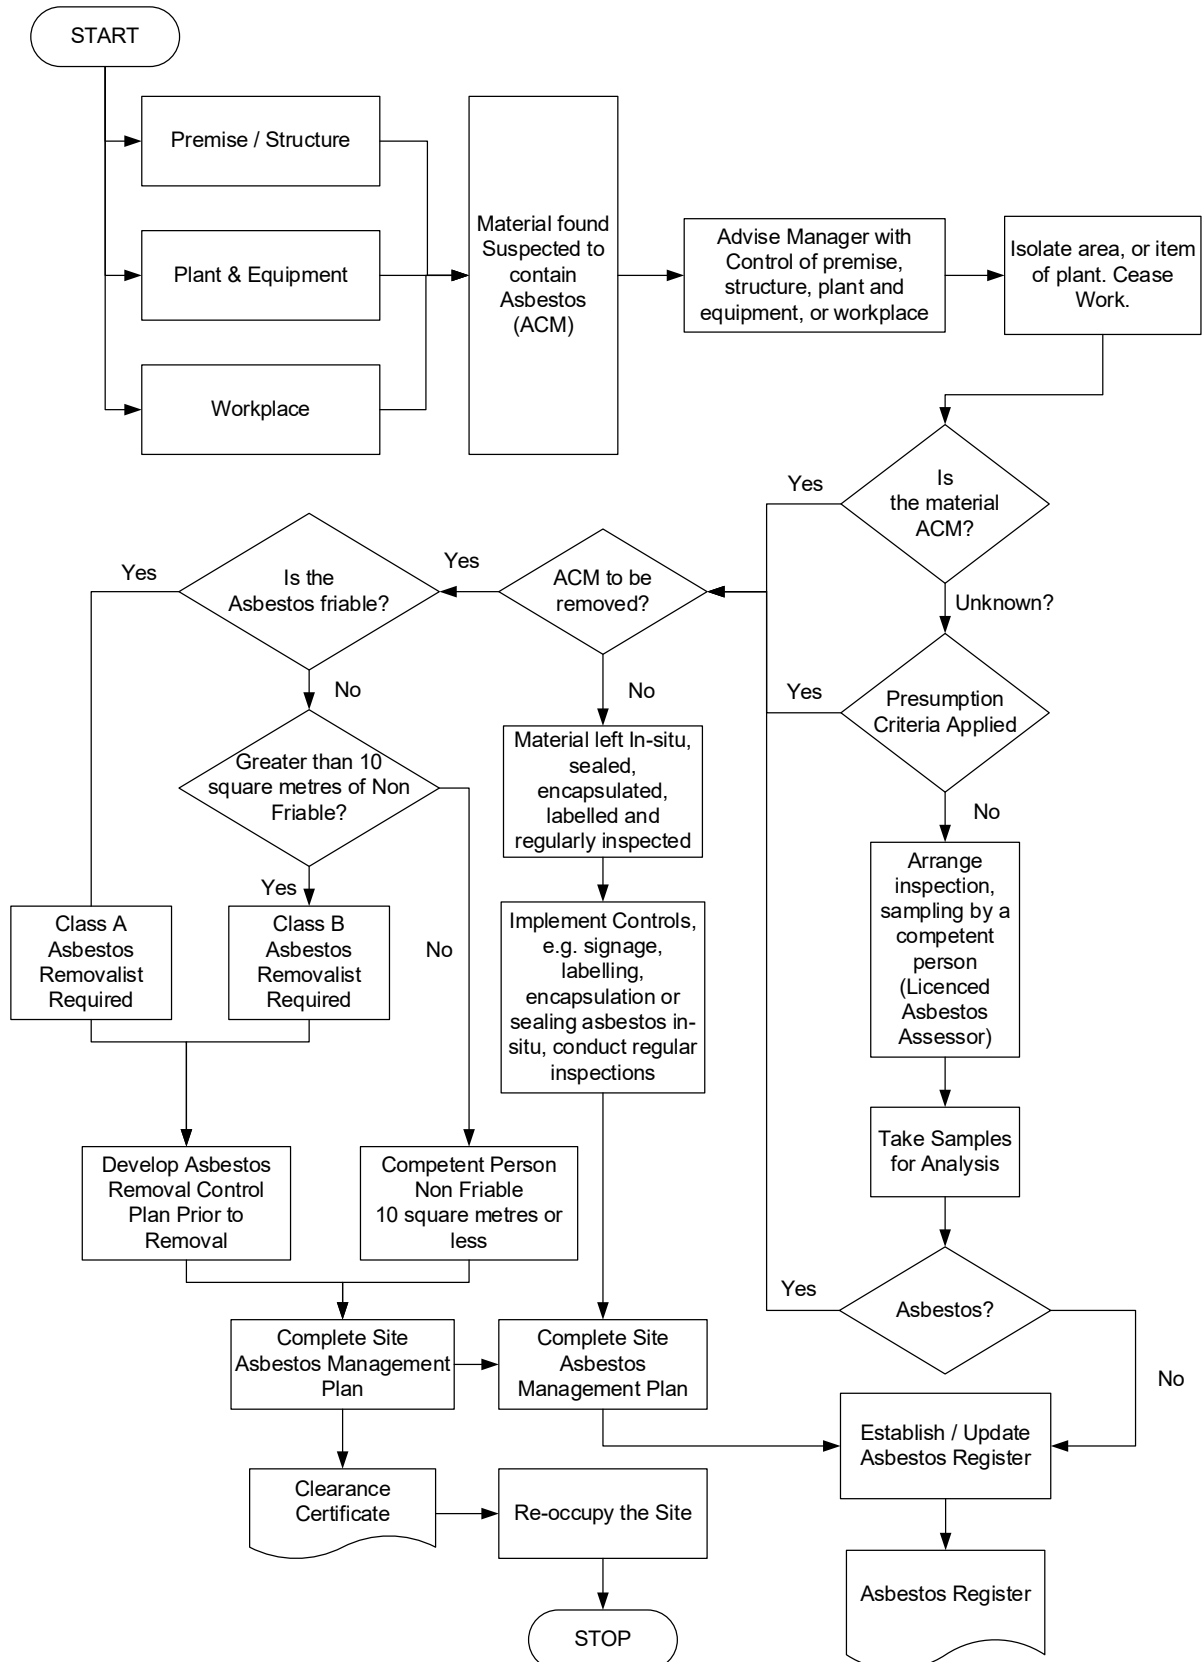 START
Premise / Structure
Plant & Equipment
Workplace
Material found
Suspected to
contain
Asbestos
(ACM)
Advise Manager with
Control of premise,
structure, plant and
equipment, or workplace
Isolate area, or item
of plant. Cease
Work.
Is
the material
ACM?
Yes
Unknown?
Presumption
Criteria Applied
Yes
No
Arrange
inspection,
sampling by a
competent
person
(Licenced
Asbestos
Assessor)
Take Samples
for Analysis
Asbestos?
Yes
No
ACM to be
removed?
Yes
No
Material left In-situ,
sealed,
encapsulated,
labelled and
regularly inspected
Implement Controls,
e.g. signage,
labelling,
encapsulation or
sealing asbestos in-
situ, conduct regular
inspections
Is the
Asbestos friable?
Yes
No
Greater than 10
square metres of Non
Friable?
Yes
No
Class A
Asbestos
Removalist
Required
Class B
Asbestos
Removalist
Required
Develop Asbestos
Removal Control
Plan Prior to
Removal
Competent Person
Non Friable
10 square metres or
less
Complete Site
Asbestos Management
Plan
Complete Site
Asbestos
Management Plan
Establish / Update
Asbestos Register
Clearance
Certificate
Re-occupy the Site
Asbestos Register
STOP